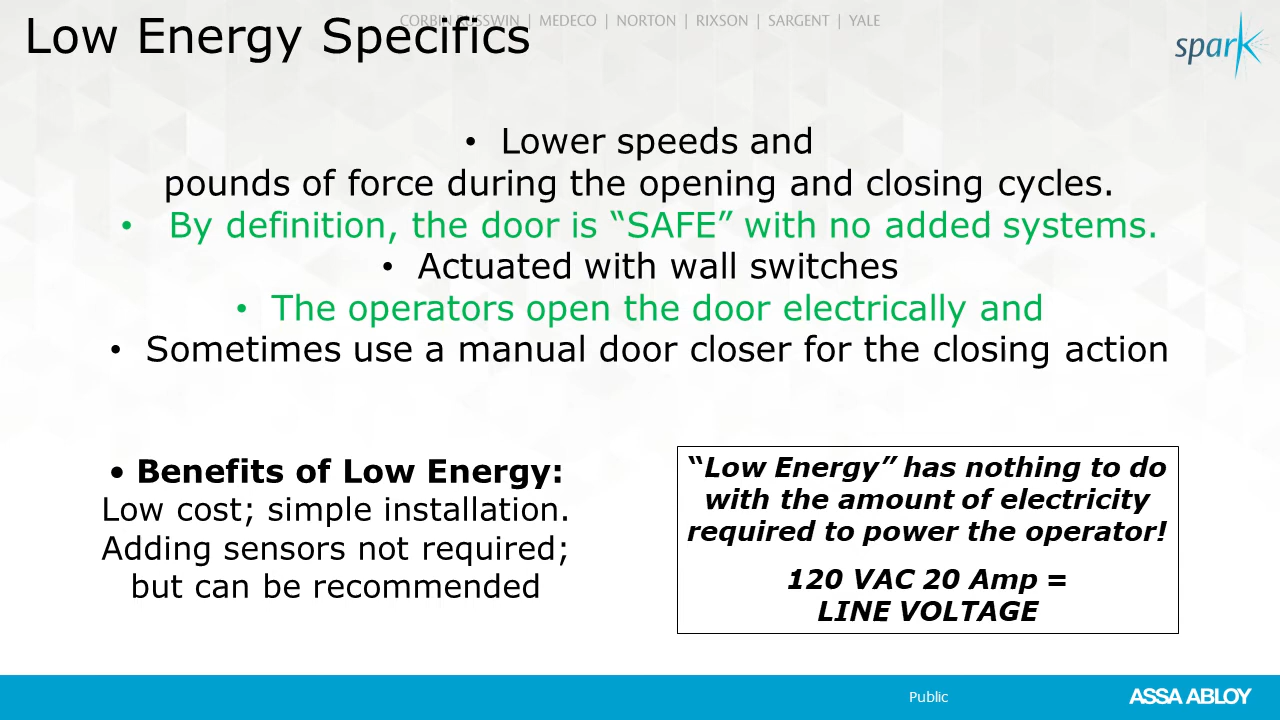 CORBIN RUSSWIN | MEDECO | NORTON | RIXSON | SARGENT | YALE
Low Energy Specifics
spark
• Lower speeds and
pounds of force during the opening and closing cycles.
• By definition, the door is “SAFE” with no added systems.
• Actuated with wall switches
• The operators open the door electrically and
• Sometimes use a manual door closer for the closing action
• Benefits of Low Energy:
Low cost; simple installation.
Adding sensors not required;
but can be recommended
“Low Energy” has nothing to do
with the amount of electricity
required to power the operator!
120 VAC 20 Amp =
LINE VOLTAGE
Public
ASSA ABLOY